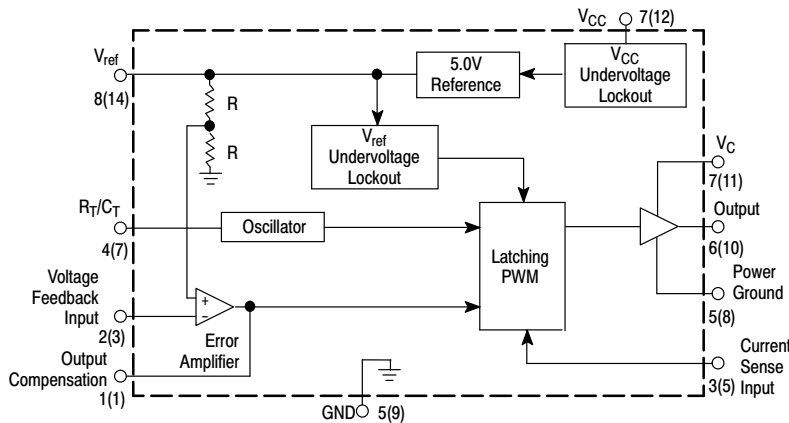 VCC 7(12)
Vref
8(14)
R
R
5.0V
Reference
VCC
Undervoltage
Lockout
Vref
Undervoltage
Lockout
VC
7(11)
RT/CT
4(7)
Oscillator
Latching
PWM
Output
6(10)
Voltage
Feedback
Input
2(3)
+
−
Error
Amplifier
Power
Ground
5(8)
Output
Compensation
1(1)
Current
Sense
Input
3(5)
GND 5(9)